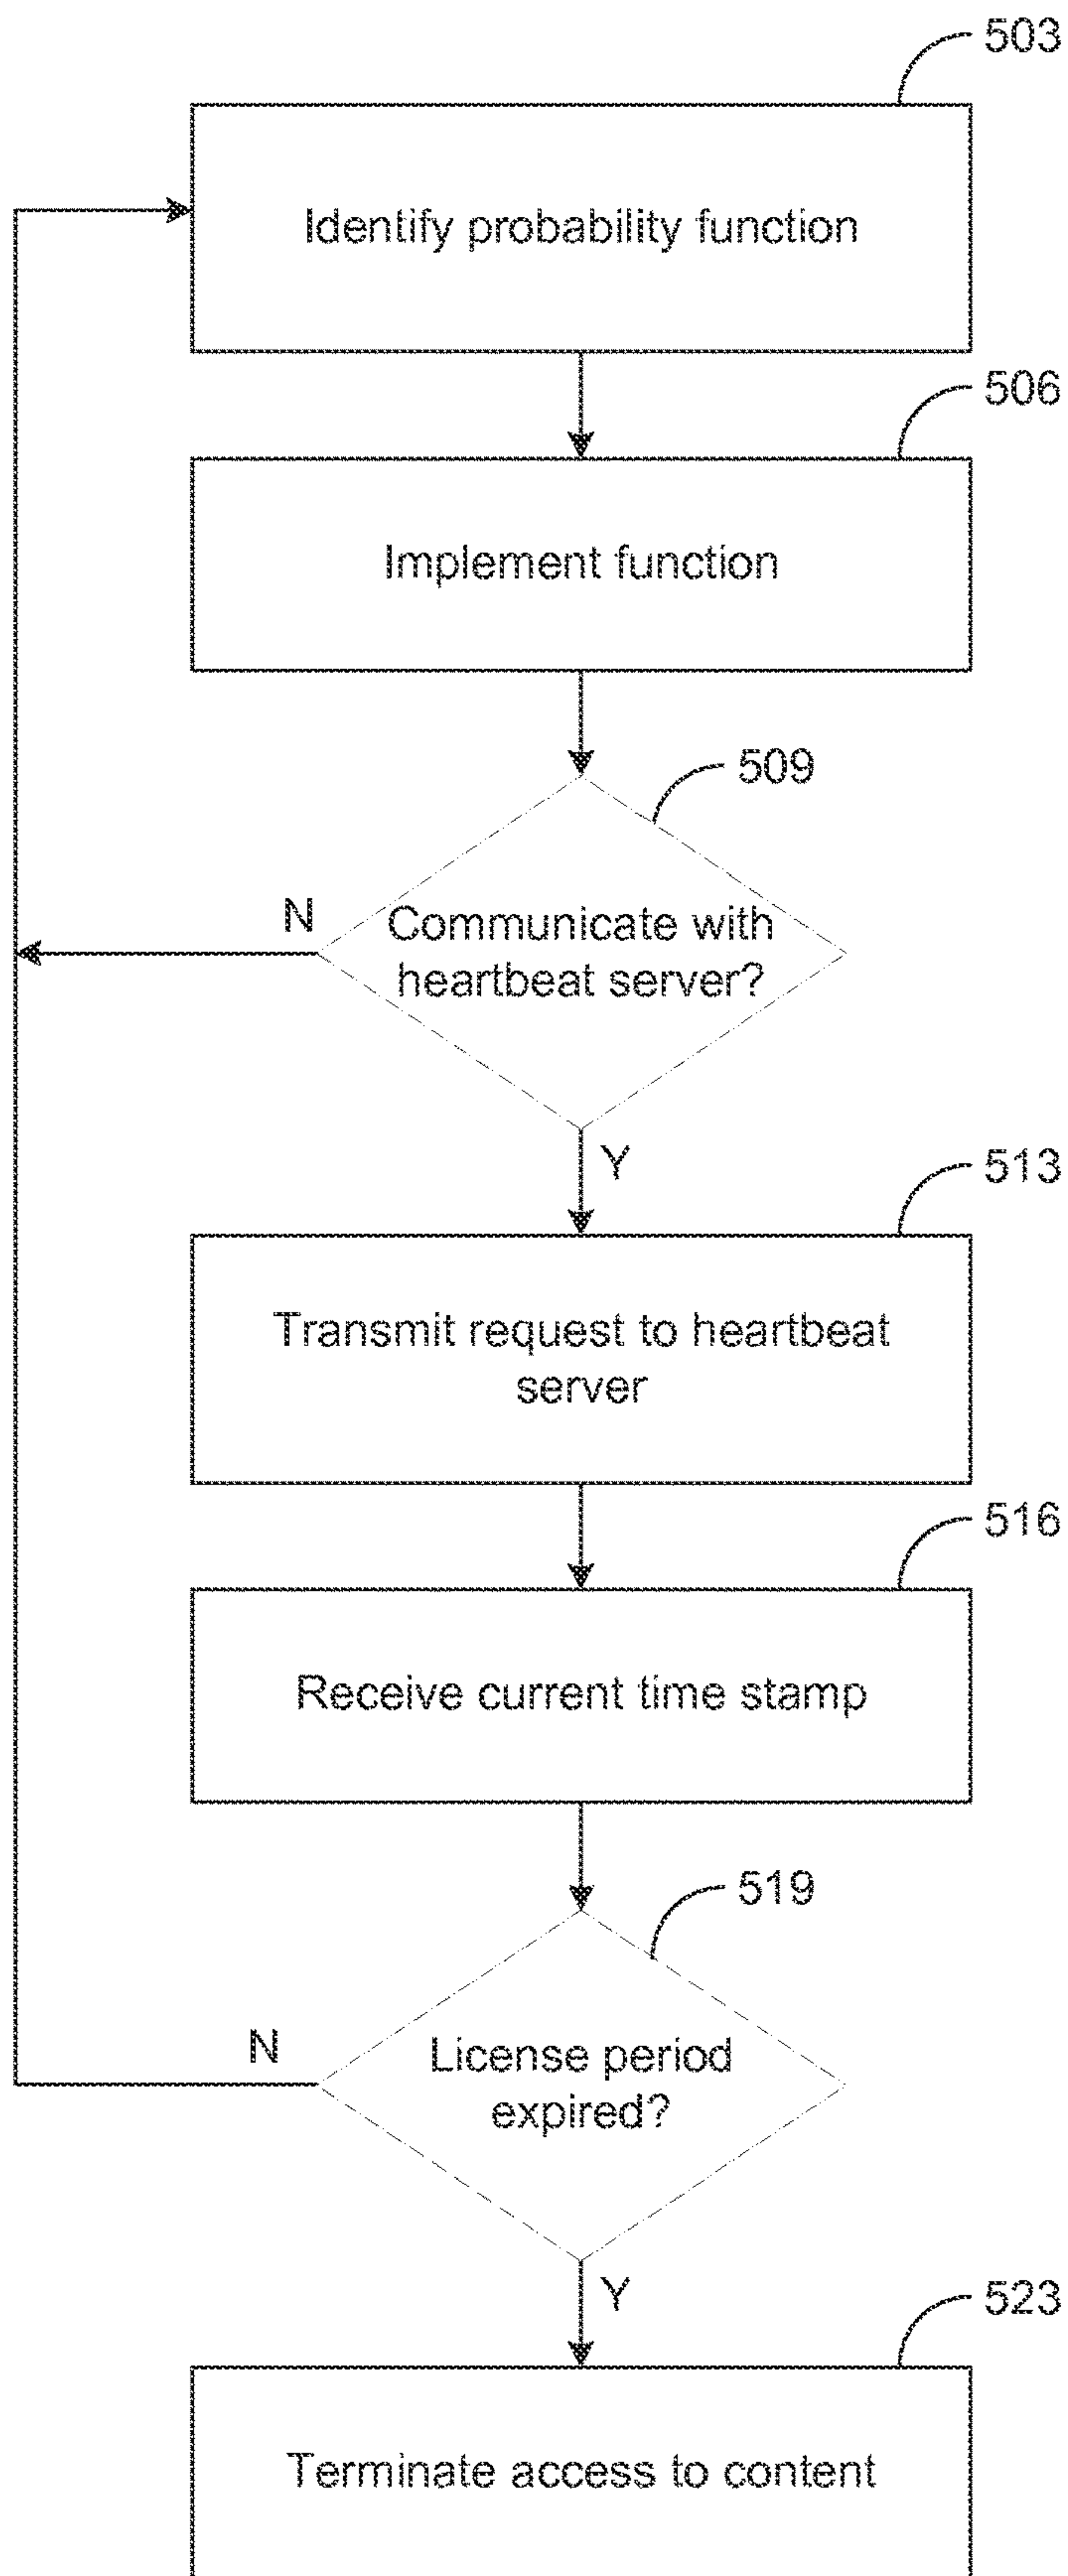 503
Identify probability function
506
Implement function
509
N
Communicate with
heartbeat server?
Y
513
Transmit request to heartbeat
server
516
Receive current time stamp
519
N
License period
expired?
Y
523
Terminate access to content